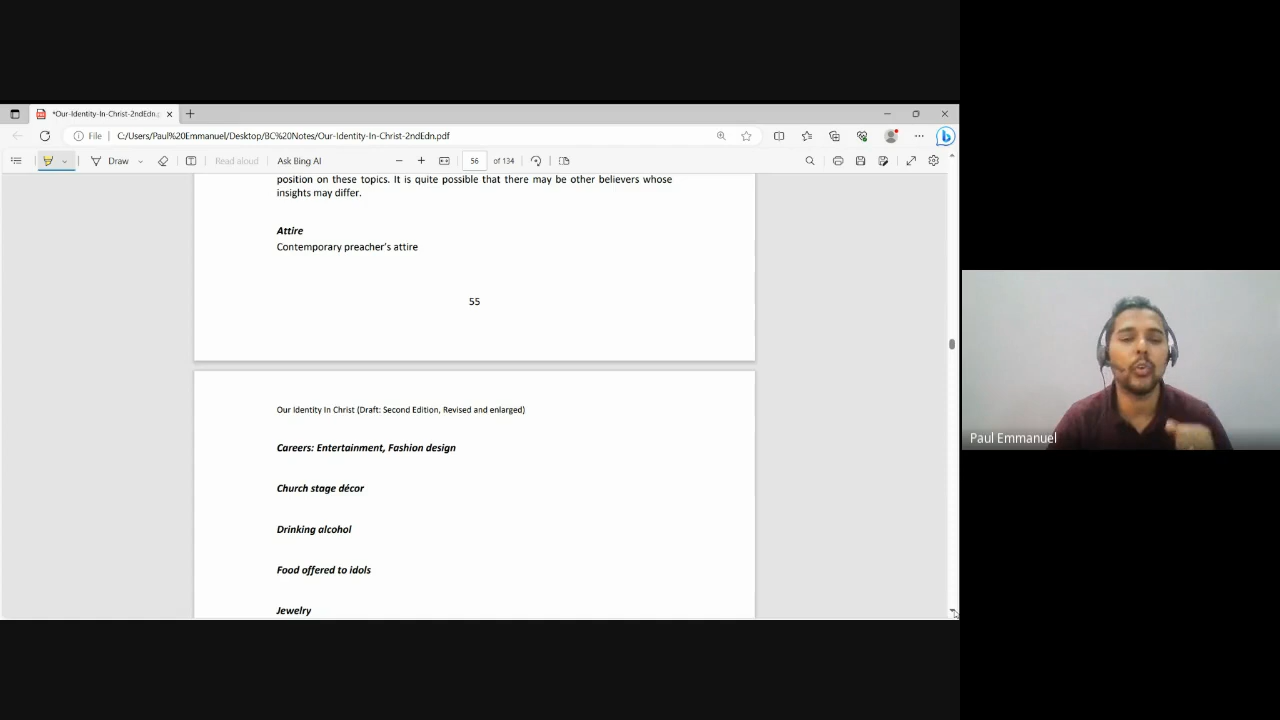 *Our-Identity-In-Christ-2ndEdn.p
File
C:/Users/Paul%20Emmanuel/Desktop/BC%20Notes/Our-Identity-In-Christ-2ndEdn.pdf
Draw
Read aloud
Ask Bing AI
56
of 134
position on these topics. It is quite possible that there may be other believers whose
insights may differ.
Attire
Contemporary preacher's attire
55
Our Identity In Christ (Draft: Second Edition, Revised and enlarged)
Careers: Entertainment, Fashion design
Church stage décor
Drinking alcohol
Food offered to idols
Jewelry
Paul Emmanuel